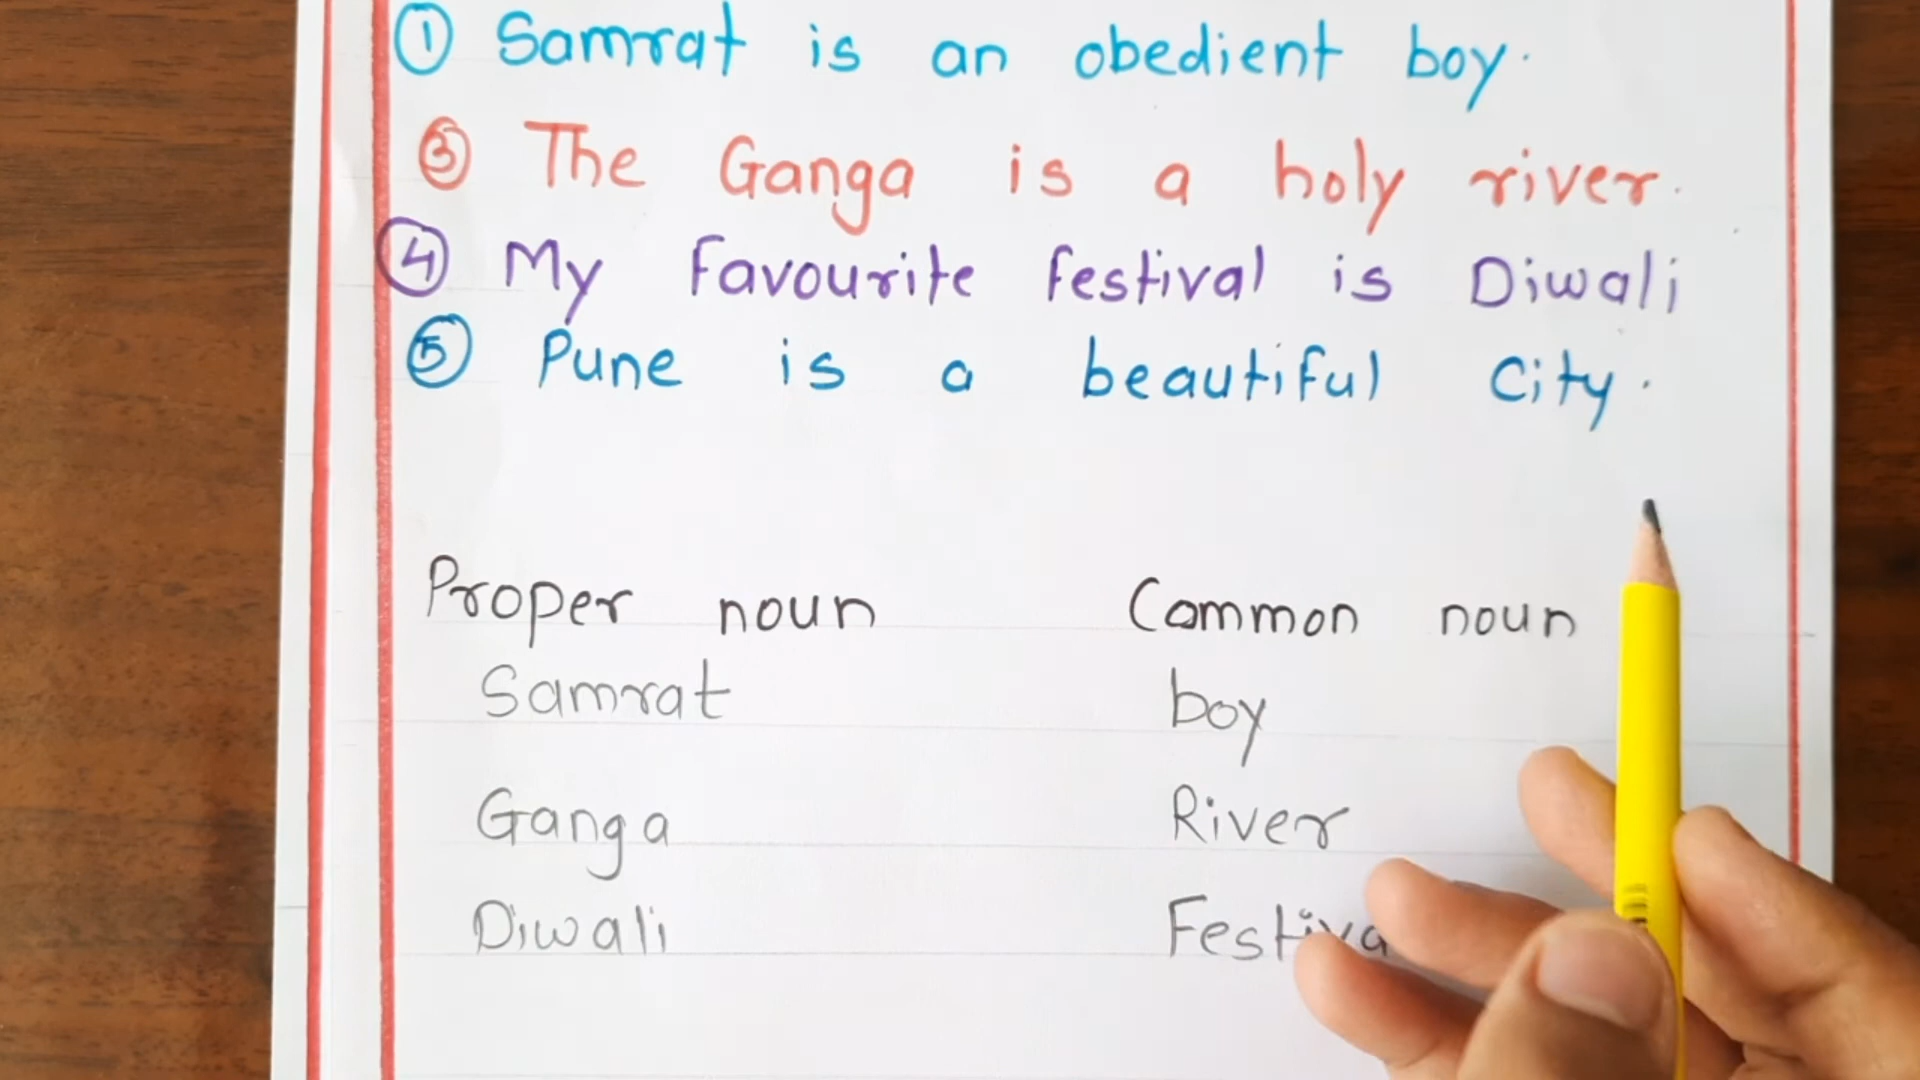 ① Samrat is an obedient boy.
③ The Ganga is a holy river.
④ My favourite festival is Diwali
⑤ Pune is a beautiful city.
Proper noun Common noun
Samrat boy
Ganga River
Diwali Festiva